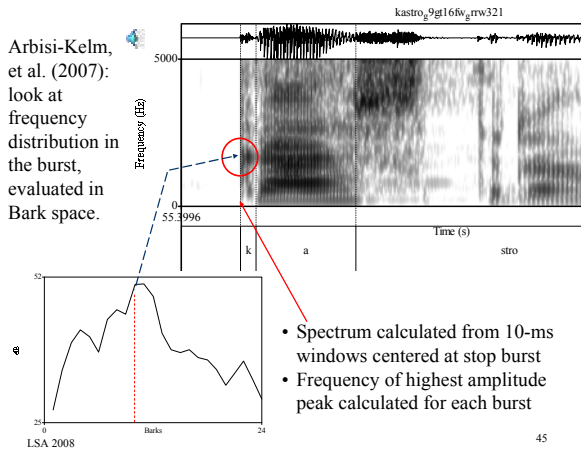 kastrog9gt16fwgrrw321
Arbisi-Kelm,
et al. (2007):
look at
frequency
distribution in
the burst,
evaluated in
Bark space.
5000
Frequency (Hz)
0
55.3996
Time (s)
k a stro
52
dB
25
0 Barks 24
• Spectrum calculated from 10-ms
windows centered at stop burst
• Frequency of highest amplitude
peak calculated for each burst
LSA 2008
45